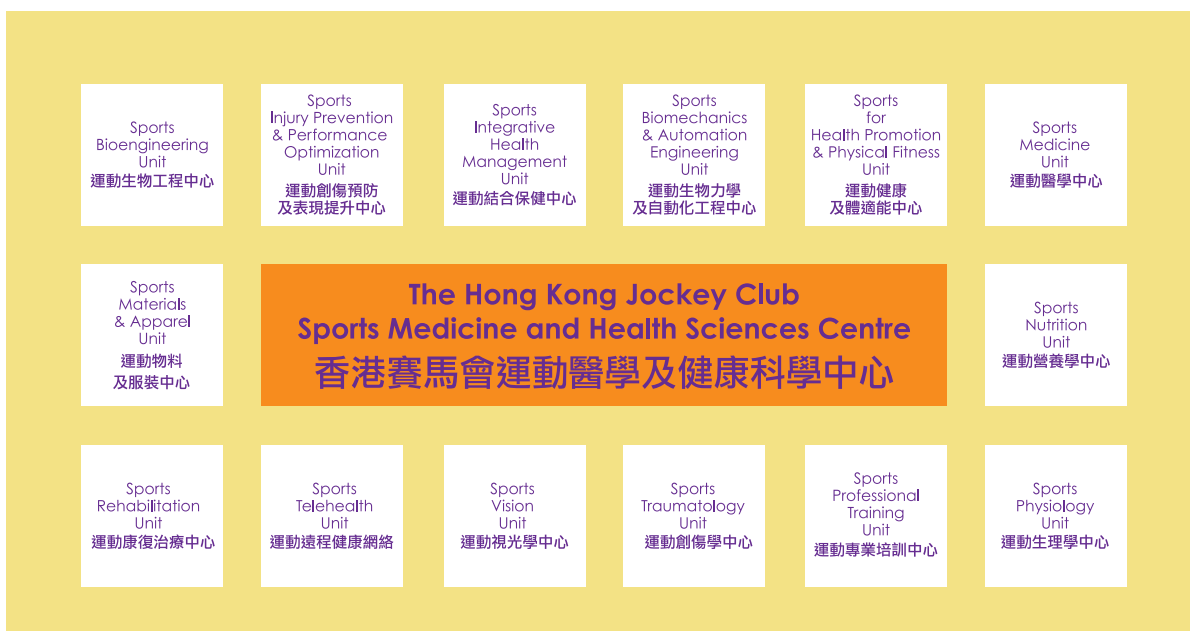 Sports
Bioengineering
Unit
運動生物工程中心
Sports
Injury Prevention
& Performance
Optimization
Unit
運動創傷預防
及表現提升中心
Sports
Integrative
Health
Management
Unit
運動結合保健中心
Sports
Biomechanics
& Automation
Engineering
Unit
運動生物力學
及自動化工程中心
Sports
for
Health Promotion
& Physical Fitness
Unit
運動健康
及體適能中心
Sports
Medicine
Unit
運動醫學中心
Sports
Materials
& Apparel
Unit
運動物料
及服裝中心
The Hong Kong Jockey Club
Sports Medicine and Health Sciences Centre
香港賽馬會運動醫學及健康科學中心
Sports
Nutrition
Unit
運動營養學中心
Sports
Rehabilitation
Unit
運動康復治療中心
Sports
Telehealth
Unit
運動遠程健康網絡
Sports
Vision
Unit
運動視光學中心
Sports
Traumatology
Unit
運動創傷學中心
Sports
Professional
Training
Unit
運動專業培訓中心
Sports
Physiology
Unit
運動生理學中心